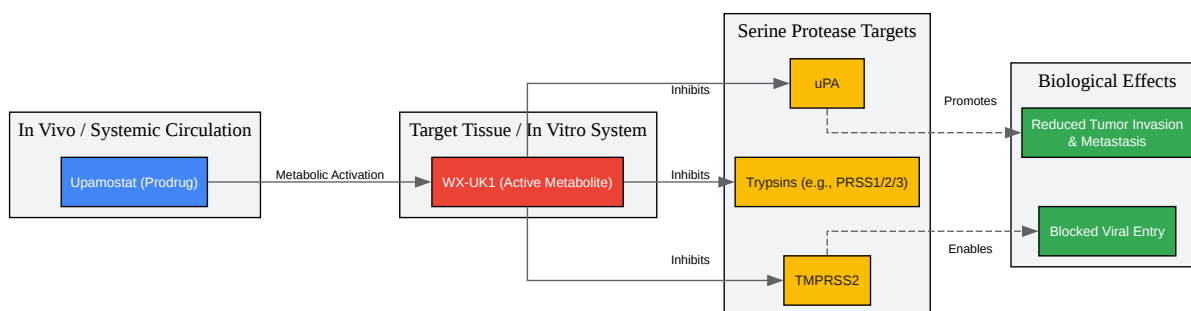 Serine Protease Targets
uPA
Inhibits
Biological Effects
Promotes
Reduced Tumor Invasion
& Metastasis
In Vivo / Systemic Circulation
Target Tissue / In Vitro System
Upamostat (Prodrug)
Metabolic Activation
WX-UK1 (Active Metabolite)
Inhibits
Trypsins (e.g., PRSS1/2/3)
Blocked Viral Entry
Enables
Inhibits
TMPRSS2